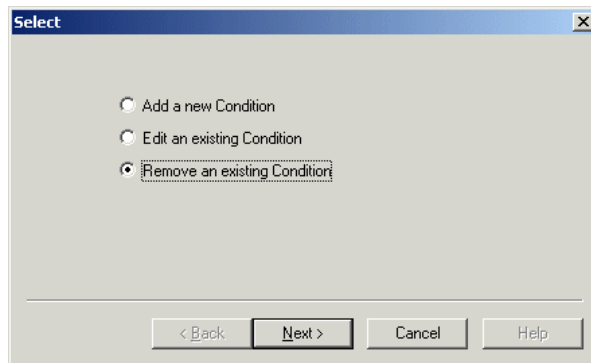 Select
Add a new Condition
Edit an existing Condition
Remove an existing Condition
< Back Next > Cancel Help